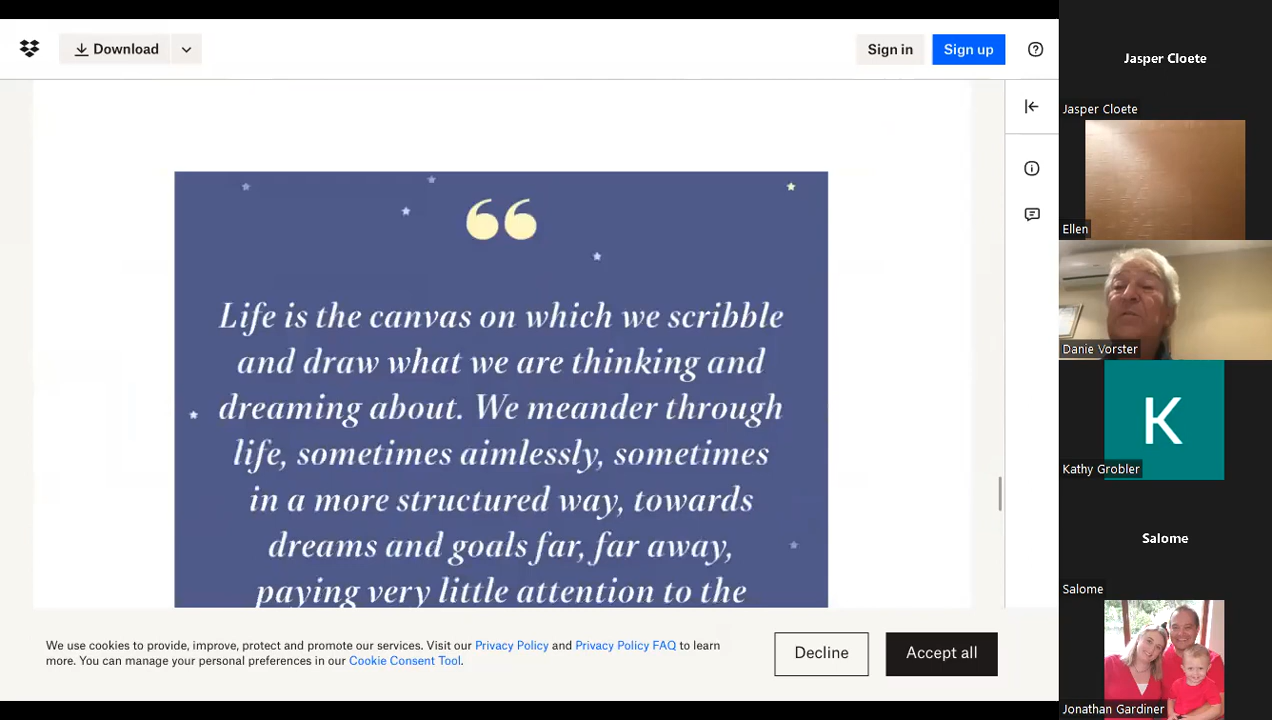 Download
Sign in
Sign up
“
Life is the canvas on which we scribble
and draw what we are thinking and
dreaming about. We meander through
life, sometimes aimlessly, sometimes
in a more structured way, towards
dreams and goals far, far away,
paying very little attention to the
We use cookies to provide, improve, protect and promote our services. Visit our Privacy Policy and Privacy Policy FAQ to learn
more. You can manage your personal preferences in our Cookie Consent Tool.
Decline
Accept all
Jasper Cloete
Jasper Cloete
Ellen
Danie Vorster
K
Kathy Grobler
Salome
Salome
Jonathan Gardiner